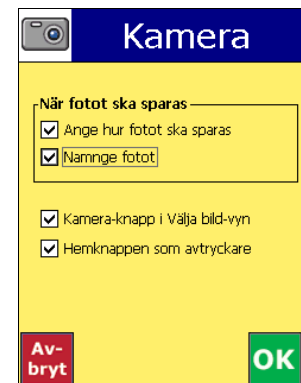 Kamera
När fotot ska sparas
Ange hur fotot ska sparas
Namnge fotot
Kamera-knapp i Välja bild-vyn
Hemknappen som avtryckare
Av-
bryt
OK